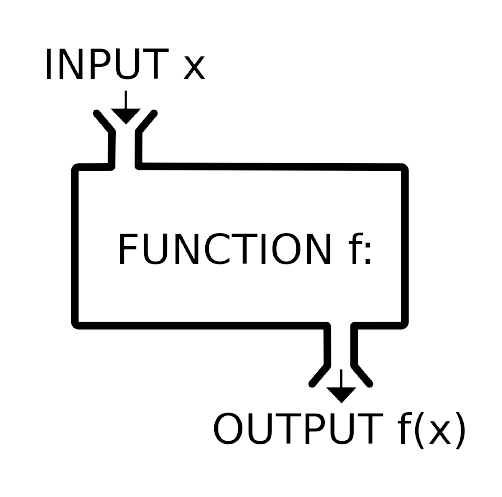 INPUT x
FUNCTION f:
OUTPUT f(x)